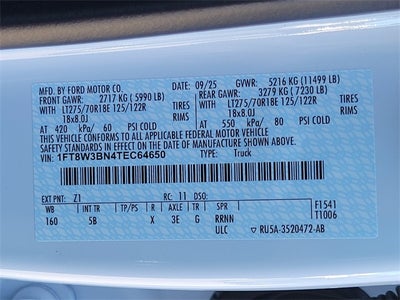 MFD. BY FORD MOTOR CO. 09/25 GVWR: 5216 KG (11499 LB)
FRONT GAWR: 2717 KG (5990 LB) REAR GAWR: 3279 KG (7230 LB)
LT275/70R18E 125/122R TIRES LT275/70R18E 125/122R TIRES
18x8.0J RIMS 18x8.0J RIMS
AT 420 kPa/ 60 PSI COLD AT 550 kPa/ 80 PSI COLD
THIS VEHICLE CONFORMS TO ALL APPLICABLE FEDERAL MOTOR VEHICLE
SAFETY STANDARDS IN EFFECT ON THE DATE OF MANUFACTURE SHOWN ABOVE.
VIN: 1FT8W3BN4TEC64650 TYPE: Truck
EXT PNT: Z1 RC: 11 DSO: F1541
WB INT TR TP/PS R AX TR SPR T1006
160 5B X 3E G RRNN
ULC RU5A-3520472-AB